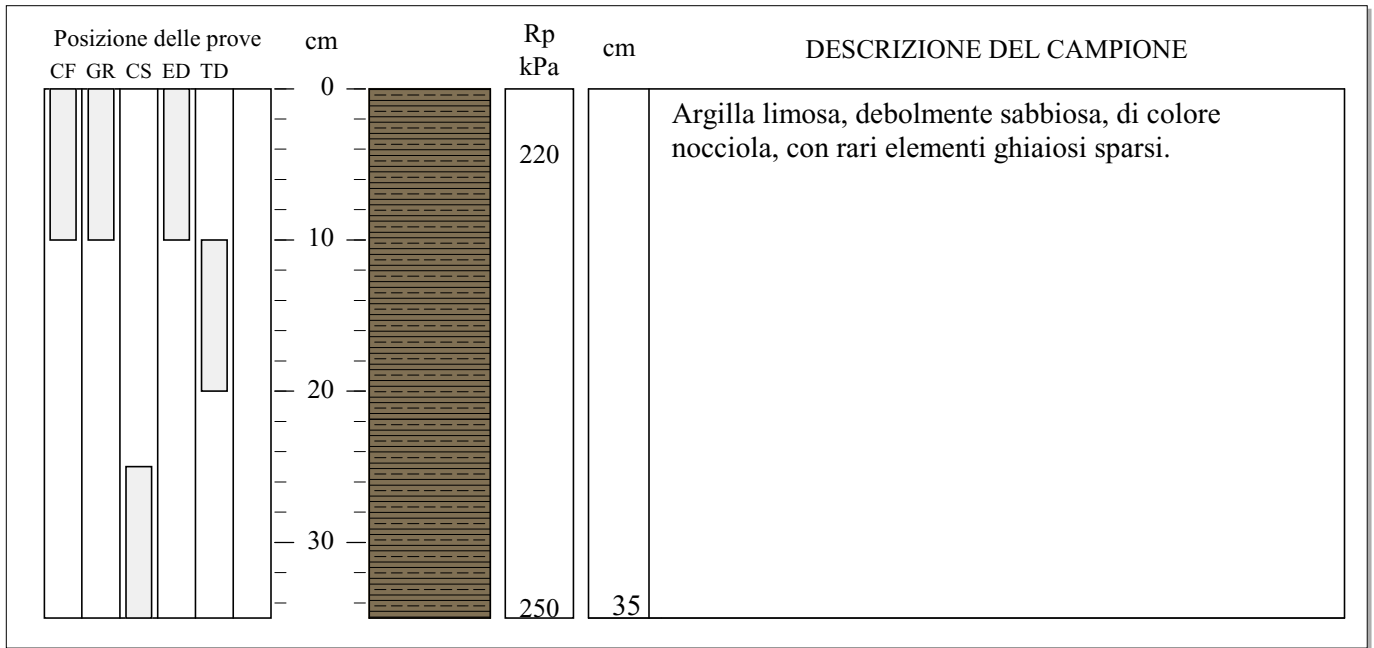 Posizione delle prove
cm
Rp
kPa
cm
DESCRIZIONE DEL CAMPIONE
CF GR CS ED TD
0
Argilla limosa, debolmente sabbiosa, di colore
nocciola, con rari elementi ghiaiosi sparsi.
220
10
20
30
250
35